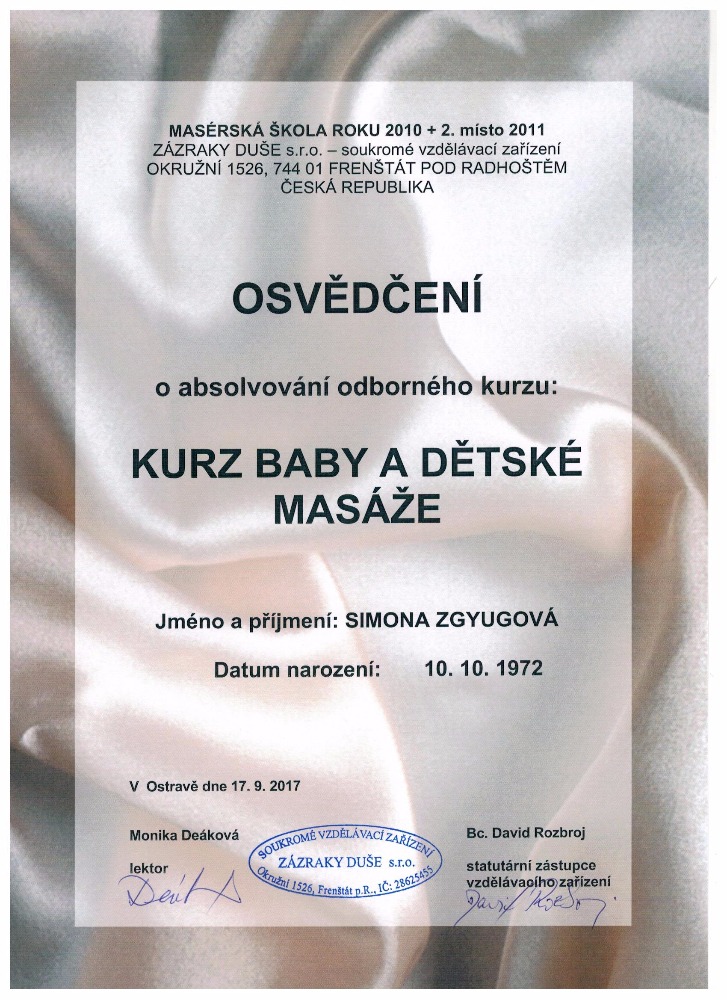 MASÉRSKÁ ŠKOLA ROKU 2010 + 2. místo 2011
ZÁZRAKY DUŠE s.r.o. – soukromé vzdělávací zařízení
OKRUŽNÍ 1526, 744 01 FRENŠTÁT POD RADHOŠTĚM
ČESKÁ REPUBLIKA
OSVĚDČENÍ
o absolvování odborného kurzu:
KURZ BABY A DĚTSKÉ
MASÁŽE
Jméno a příjmení: SIMONA ZGYUGOVÁ
Datum narození: 10. 10. 1972
V Ostravě dne 17. 9. 2017
Monika Deáková
lektor
SOUKROMÉ VZDĚLÁVACÍ ZAŘÍZENÍ
ZÁZRAKY DUŠE s.r.o.
Okružní 1526, Frenštát p.R., IČ: 28625455
Bc. David Rozbroj
statutární zástupce
vzdělávacího zařízení